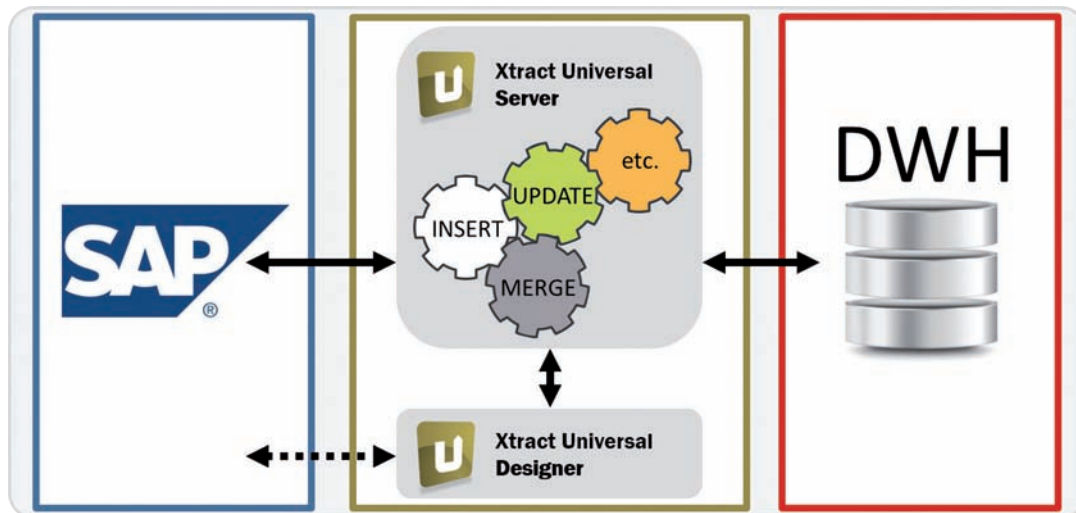 SAP
®
Xtract Universal
Server
etc.
UPDATE
INSERT
MERGE
Xtract Universal
Designer
DWH